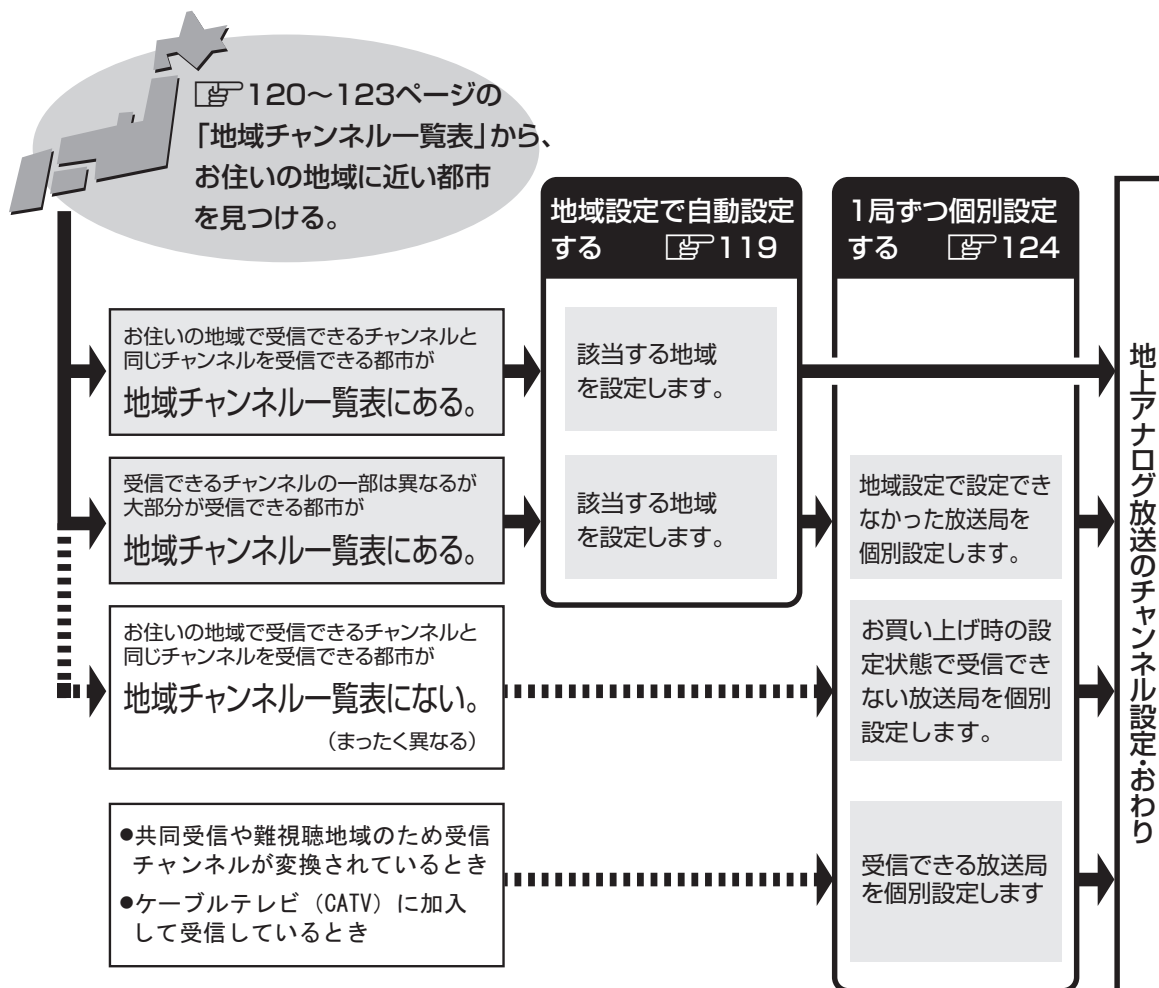 120〜123ページの
「地域チャンネル一覧表」から、
お住いの地域に近い都市
を見つける。
地域設定で自動設定
する 119
1局ずつ個別設定
する 124
お住いの地域で受信できるチャンネルと
同じチャンネルを受信できる都市が
地域チャンネル一覧表にある。
該当する地域
を設定します。
受信できるチャンネルの一部は異なるが
大部分が受信できる都市が
地域チャンネル一覧表にある。
該当する地域
を設定します。
地域設定で設定でき
なかった放送局を
個別設定します。
お住いの地域で受信できるチャンネルと
同じチャンネルを受信できる都市が
地域チャンネル一覧表にない。
(まったく異なる)
お買い上げ時の設
定状態で受信でき
ない放送局を個別
設定します。
●共同受信や難視聴地域のため受信
チャンネルが変換されているとき
●ケーブルテレビ(CATV)に加入
して受信しているとき
受信できる放送局
を個別設定します
地上アナログ放送のチャンネル設定・おわり